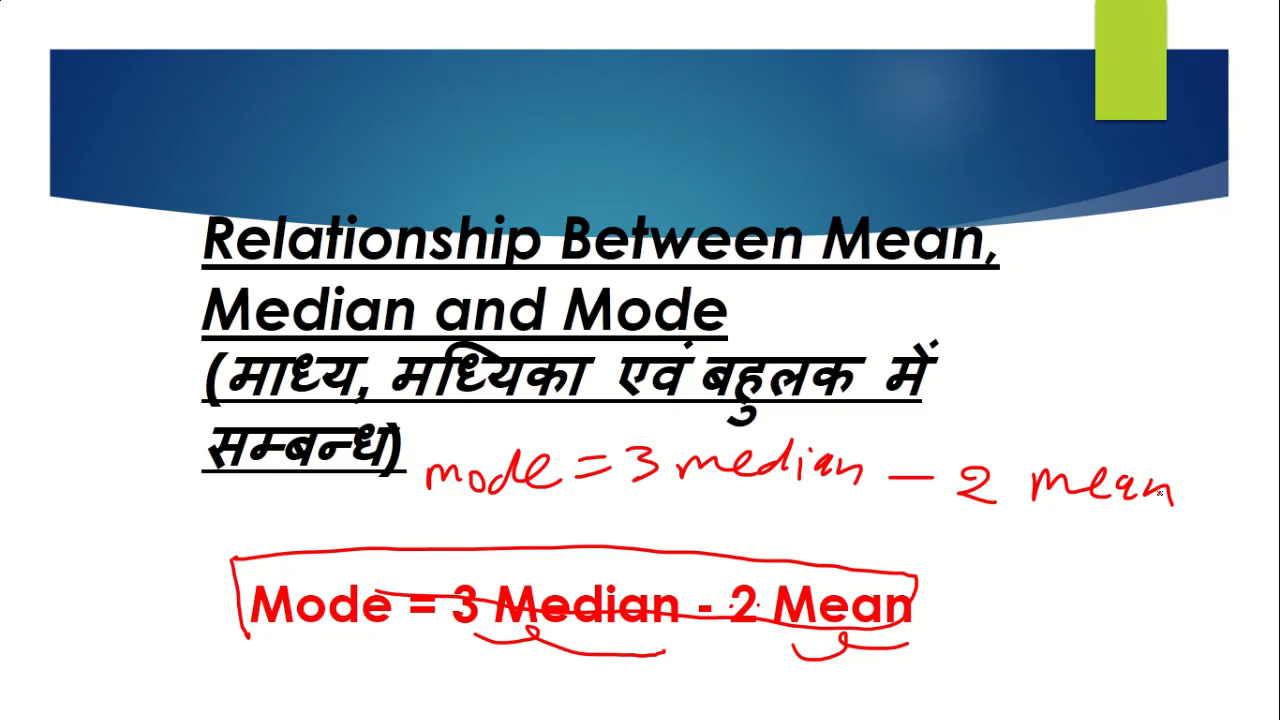 Relationship Between Mean,
Median and Mode
(माध्य, मध्यिका एवं बहुलक में
सम्बन्ध)
mode = 3 median - 2 mean
Mode = 3 Median - 2 Mean